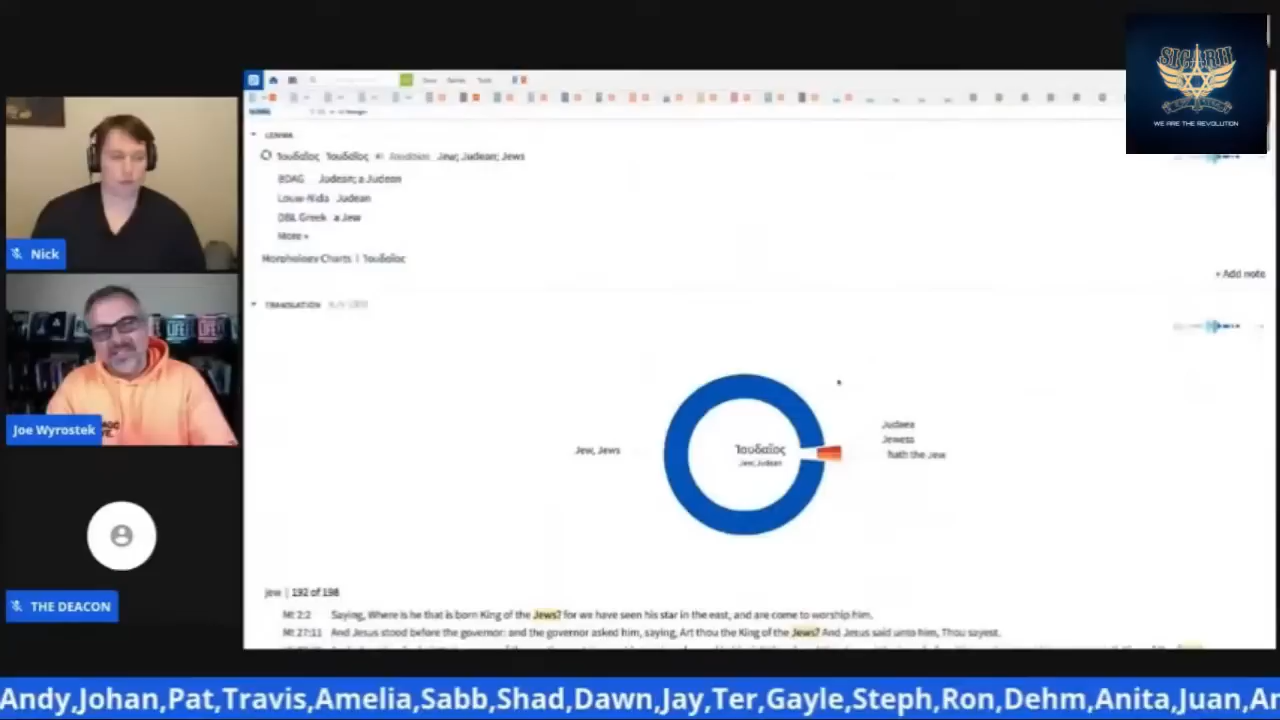 SICARII
WE ARE THE REVOLUTION
LEMMA
Ἰουδαῖος Ἰουδαῖος Jew; Judean; Jews
BDAG Judean; a Judean
Louw-Nida Judean
DBL Greek a Jew
More
Morphology Charts | Ἰουδαῖος
+ Add note
TRANSLATION
Jew, Jews
Ἰουδαῖος
Jew; Judean
Judaea
Jewess
hath the Jew
jew | 192 of 198
Mt 2:2 Saying, Where is he that is born King of the Jews? for we have seen his star in the east, and are come to worship him.
Mt 27:11 And Jesus stood before the governor: and the governor asked him, saying, Art thou the King of the Jews? And Jesus said unto him, Thou sayest.
Nick
LIFE
LIFE
Joe Wyrostek
THE DEACON
Andy,Johan,Pat,Travis,Amelia,Sabb,Shad,Dawn,Jay,Ter,Gayle,Steph,Ron,Dehm,Anita,Juan,